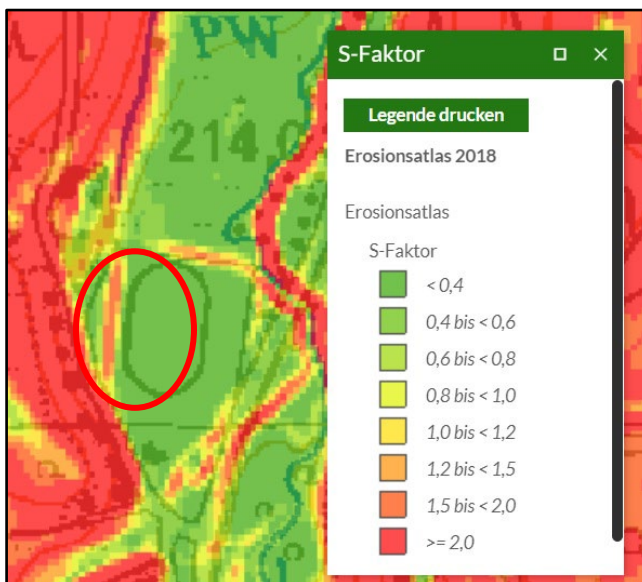 PW
214.0
S-Faktor
Legende drucken
Erosionsatlas 2018
Erosionsatlas
S-Faktor
< 0,4
0,4 bis < 0,6
0,6 bis < 0,8
0,8 bis < 1,0
1,0 bis < 1,2
1,2 bis < 1,5
1,5 bis < 2,0
>= 2,0